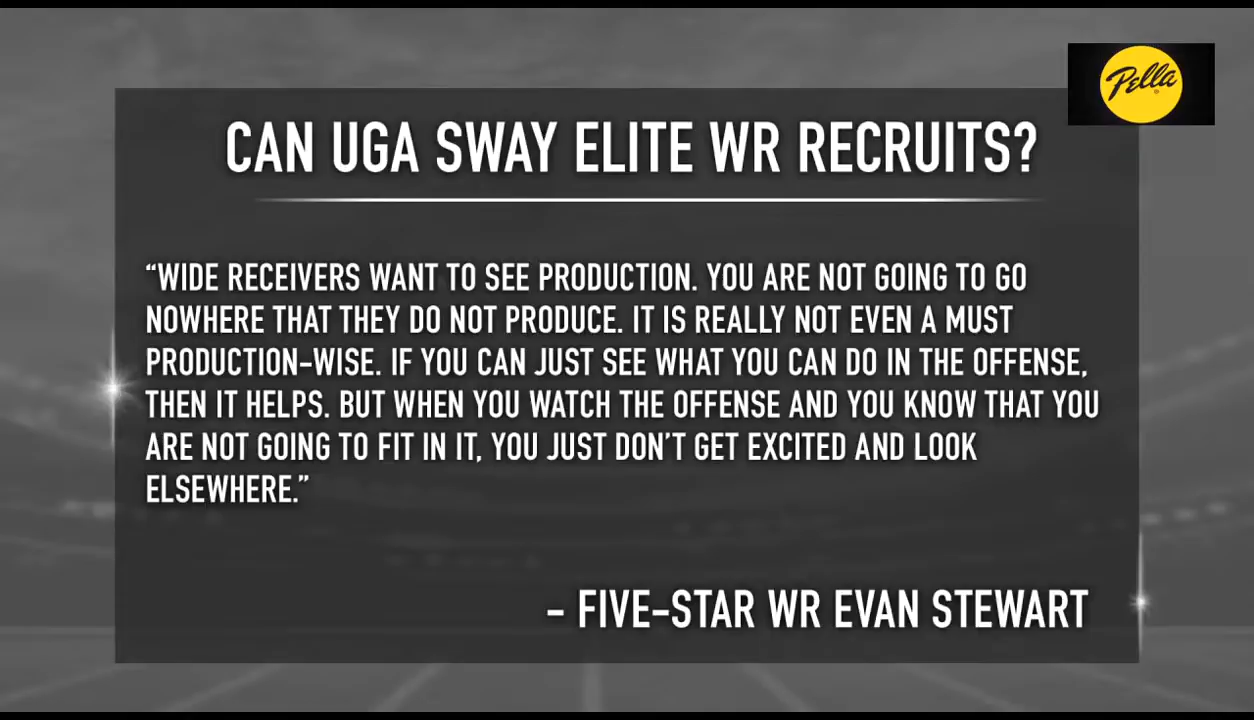 Pella
CAN UGA SWAY ELITE WR RECRUITS?
“WIDE RECEIVERS WANT TO SEE PRODUCTION. YOU ARE NOT GOING TO GO
NOWHERE THAT THEY DO NOT PRODUCE. IT IS REALLY NOT EVEN A MUST
PRODUCTION-WISE. IF YOU CAN JUST SEE WHAT YOU CAN DO IN THE OFFENSE,
THEN IT HELPS. BUT WHEN YOU WATCH THE OFFENSE AND YOU KNOW THAT YOU
ARE NOT GOING TO FIT IN IT, YOU JUST DON’T GET EXCITED AND LOOK
ELSEWHERE.”
– FIVE-STAR WR EVAN STEWART